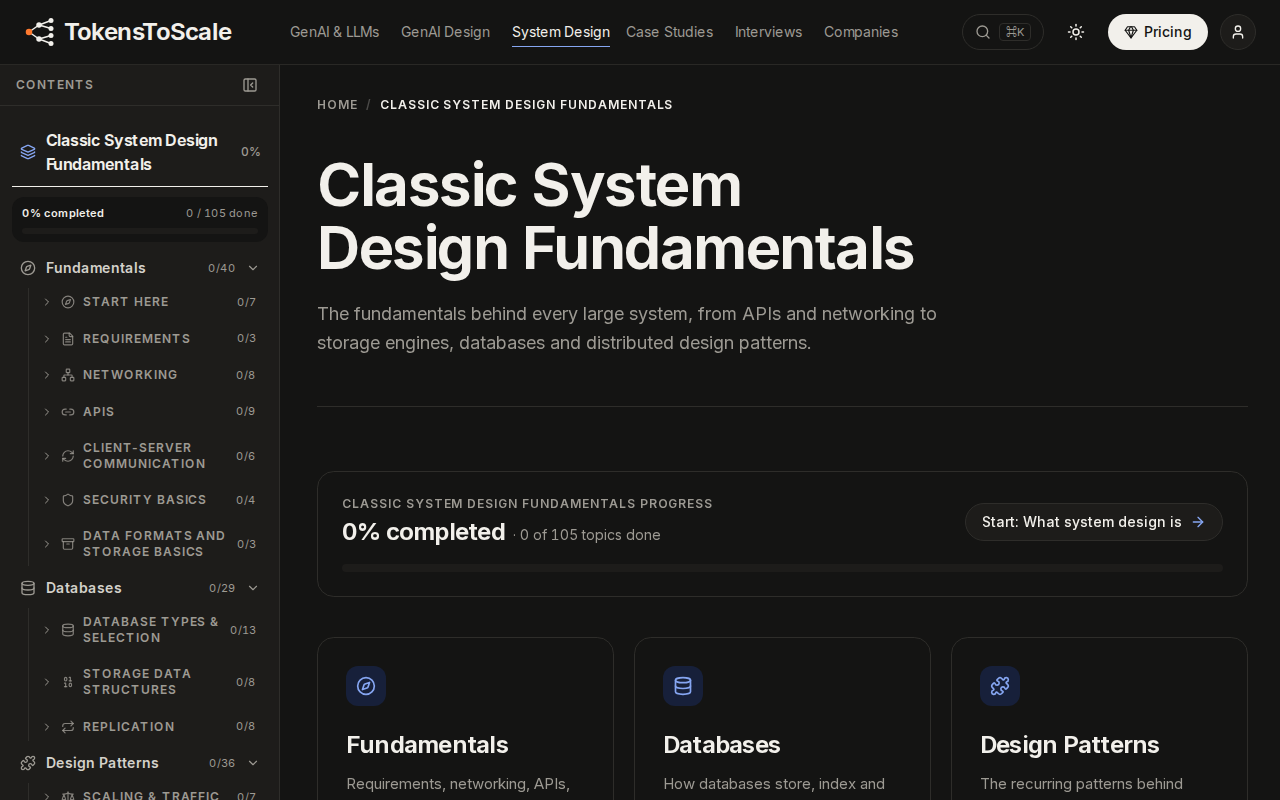 TokensToScale
GenAI & LLMs
GenAI Design
System Design
Case Studies
Interviews
Companies
⌘K
Pricing
CONTENTS
Classic System Design
Fundamentals
0%
0% completed
0 / 105 done
Fundamentals
0/40
START HERE
0/7
REQUIREMENTS
0/3
NETWORKING
0/8
APIS
0/9
CLIENT-SERVER
COMMUNICATION
0/6
SECURITY BASICS
0/4
DATA FORMATS AND
STORAGE BASICS
0/3
Databases
0/29
DATABASE TYPES &
SELECTION
0/13
STORAGE DATA
STRUCTURES
0/8
REPLICATION
0/8
Design Patterns
0/36
SCALING & TRAFFIC
0/7
HOME / CLASSIC SYSTEM DESIGN FUNDAMENTALS
Classic System
Design Fundamentals
The fundamentals behind every large system, from APIs and networking to
storage engines, databases and distributed design patterns.
CLASSIC SYSTEM DESIGN FUNDAMENTALS PROGRESS
0% completed · 0 of 105 topics done
Start: What system design is
Fundamentals
Requirements, networking, APIs,
Databases
How databases store, index and
Design Patterns
The recurring patterns behind